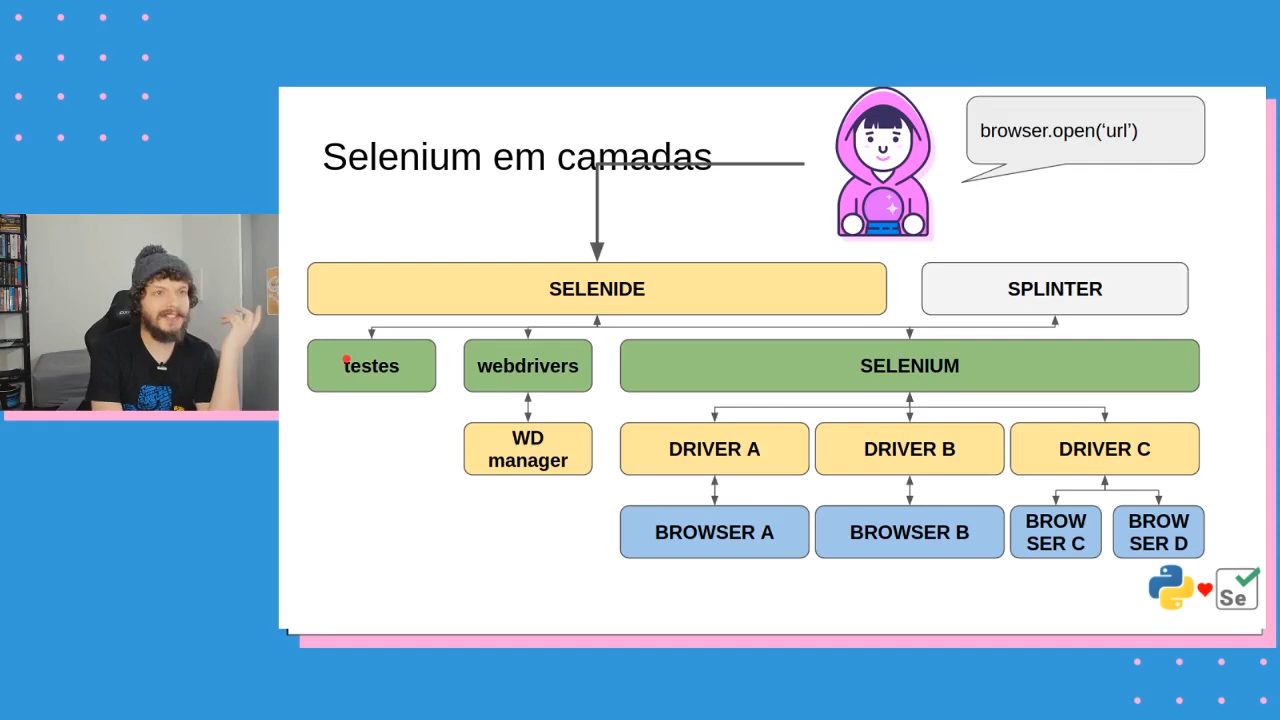 Selenium em camadas
browser.open(‘url’)
SELENIDE
SPLINTER
testes
webdrivers
SELENIUM
WD
manager
DRIVER A
DRIVER B
DRIVER C
BROWSER A
BROWSER B
BROW
SER C
BROW
SER D
Se